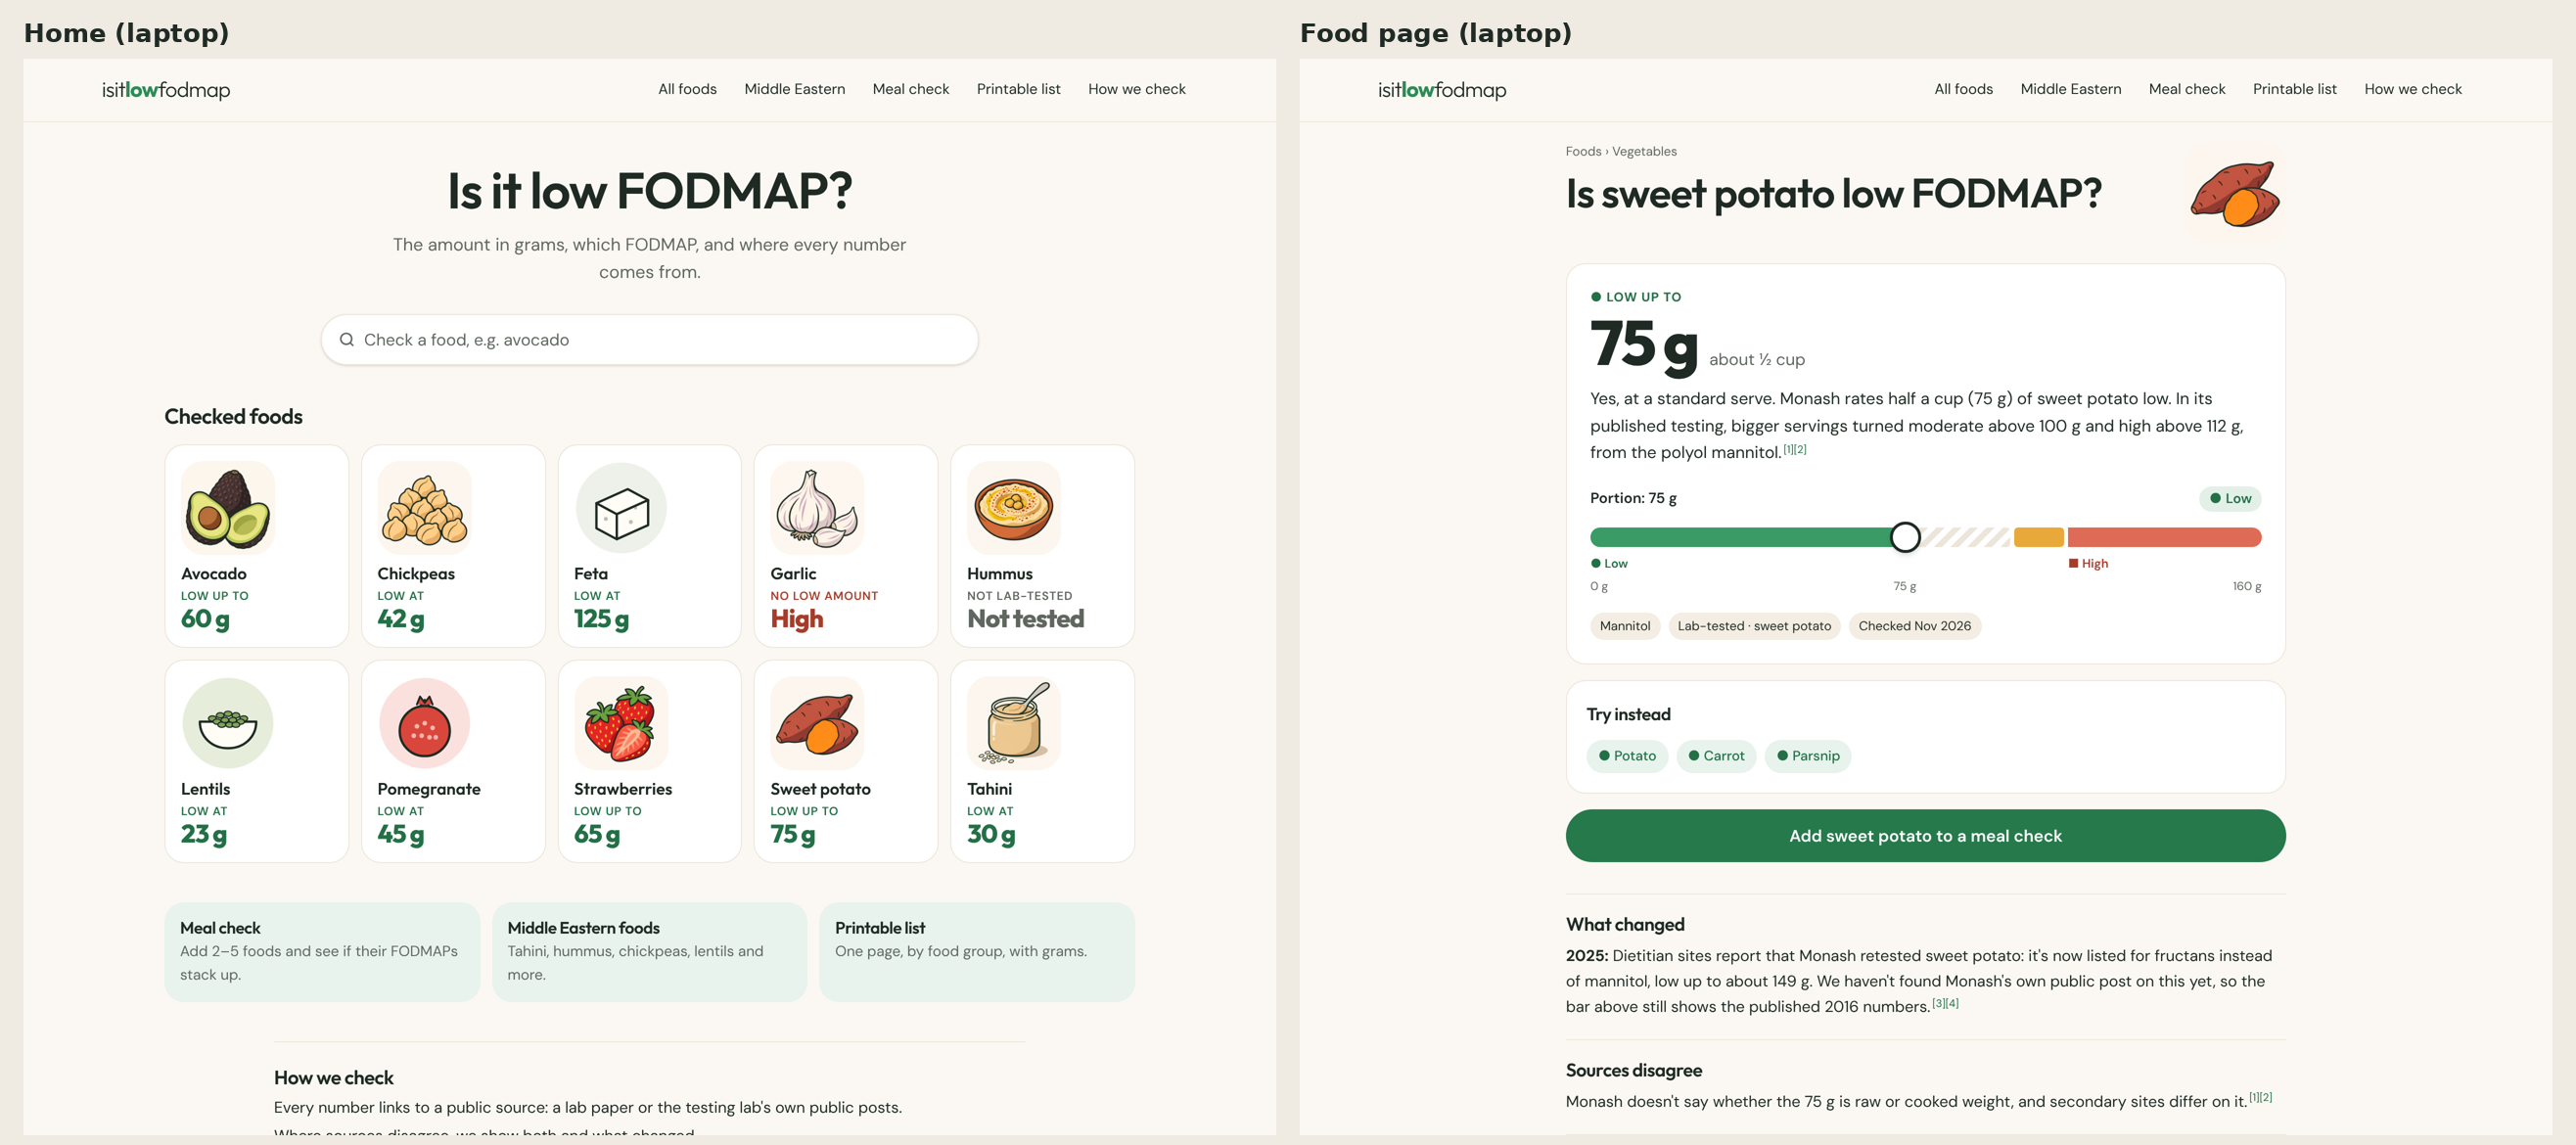 Home (laptop)
isitlowfodmap
All foods Middle Eastern Meal check Printable list How we check
Is it low FODMAP?
The amount in grams, which FODMAP, and where every number
comes from.
Check a food, e.g. avocado
Checked foods
Avocado
LOW UP TO
60 g
Chickpeas
LOW AT
42 g
Feta
LOW AT
125 g
Garlic
NO LOW AMOUNT
High
Hummus
NOT LAB-TESTED
Not tested
Lentils
LOW AT
23 g
Pomegranate
LOW AT
45 g
Strawberries
LOW UP TO
65 g
Sweet potato
LOW UP TO
75 g
Tahini
LOW AT
30 g
Meal check
Add 2–5 foods and see if their FODMAPs
stack up.
Middle Eastern foods
Tahini, hummus, chickpeas, lentils and
more.
Printable list
One page, by food group, with grams.
How we check
Every number links to a public source: a lab paper or the testing lab's own public posts.
Where sources disagree, we show both and what changed.
Food page (laptop)
isitlowfodmap
All foods Middle Eastern Meal check Printable list How we check
Foods › Vegetables
Is sweet potato low FODMAP?
LOW UP TO
75 g about ½ cup
Yes, at a standard serve. Monash rates half a cup (75 g) of sweet potato low. In its
published testing, bigger servings turned moderate above 100 g and high above 112 g,
from the polyol mannitol.[1][2]
Portion: 75 g
Low
Low
High
0 g 75 g 160 g
Mannitol Lab-tested · sweet potato Checked Nov 2026
Try instead
Potato Carrot Parsnip
Add sweet potato to a meal check
What changed
2025: Dietitian sites report that Monash retested sweet potato: it's now listed for fructans instead
of mannitol, low up to about 149 g. We haven't found Monash's own public post on this yet, so the
bar above still shows the published 2016 numbers.[3][4]
Sources disagree
Monash doesn't say whether the 75 g is raw or cooked weight, and secondary sites differ on it.[1][2]